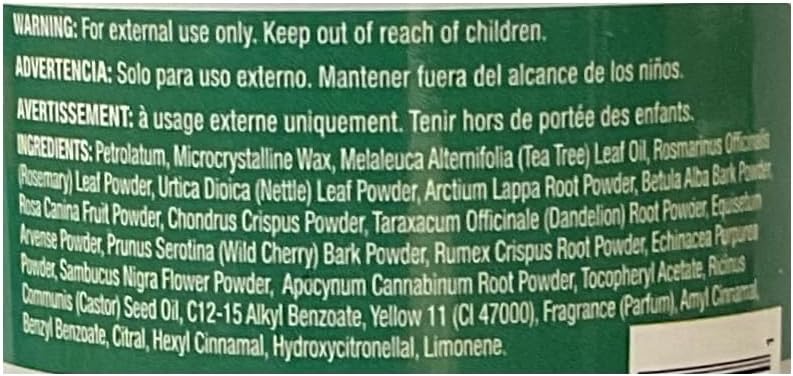 WARNING: For external use only. Keep out of reach of children.
ADVERTENCIA: Solo para uso externo. Mantener fuera del alcance de los niños.
AVERTISSEMENT: à usage externe uniquement. Tenir hors de portée des enfants.
INGREDIENTS: Petrolatum, Microcrystalline Wax, Melaleuca Alternifolia (Tea Tree) Leaf Oil, Rosmarinus Officinalis
(Rosemary) Leaf Powder, Urtica Dioica (Nettle) Leaf Powder, Arctium Lappa Root Powder, Betula Alba Bark Powder,
Rosa Canina Fruit Powder, Chondrus Crispus Powder, Taraxacum Officinale (Dandelion) Root Powder, Equisetum
Arvense Powder, Prunus Serotina (Wild Cherry) Bark Powder, Rumex Crispus Root Powder, Echinacea Purpurea
Powder, Sambucus Nigra Flower Powder, Apocynum Cannabinum Root Powder, Tocopheryl Acetate, Ricinus
Communis (Castor) Seed Oil, C12-15 Alkyl Benzoate, Yellow 11 (CI 47000), Fragrance (Parfum), Amyl Cinnamal,
Benzyl Benzoate, Citral, Hexyl Cinnamal, Hydroxycitronellal, Limonene.